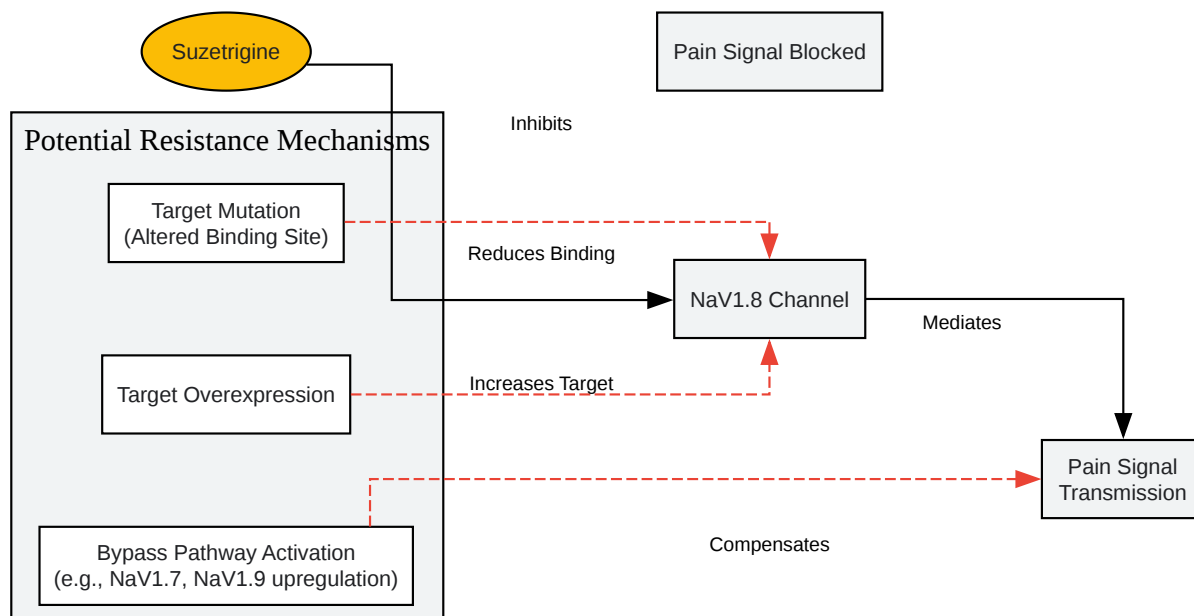 Suzetrigine
Pain Signal Blocked
Inhibits
Potential Resistance Mechanisms
Target Mutation
(Altered Binding Site)
Reduces Binding
NaV1.8 Channel
Mediates
Target Overexpression
Increases Target
Pain Signal
Transmission
Bypass Pathway Activation
(e.g., NaV1.7, NaV1.9 upregulation)
Compensates